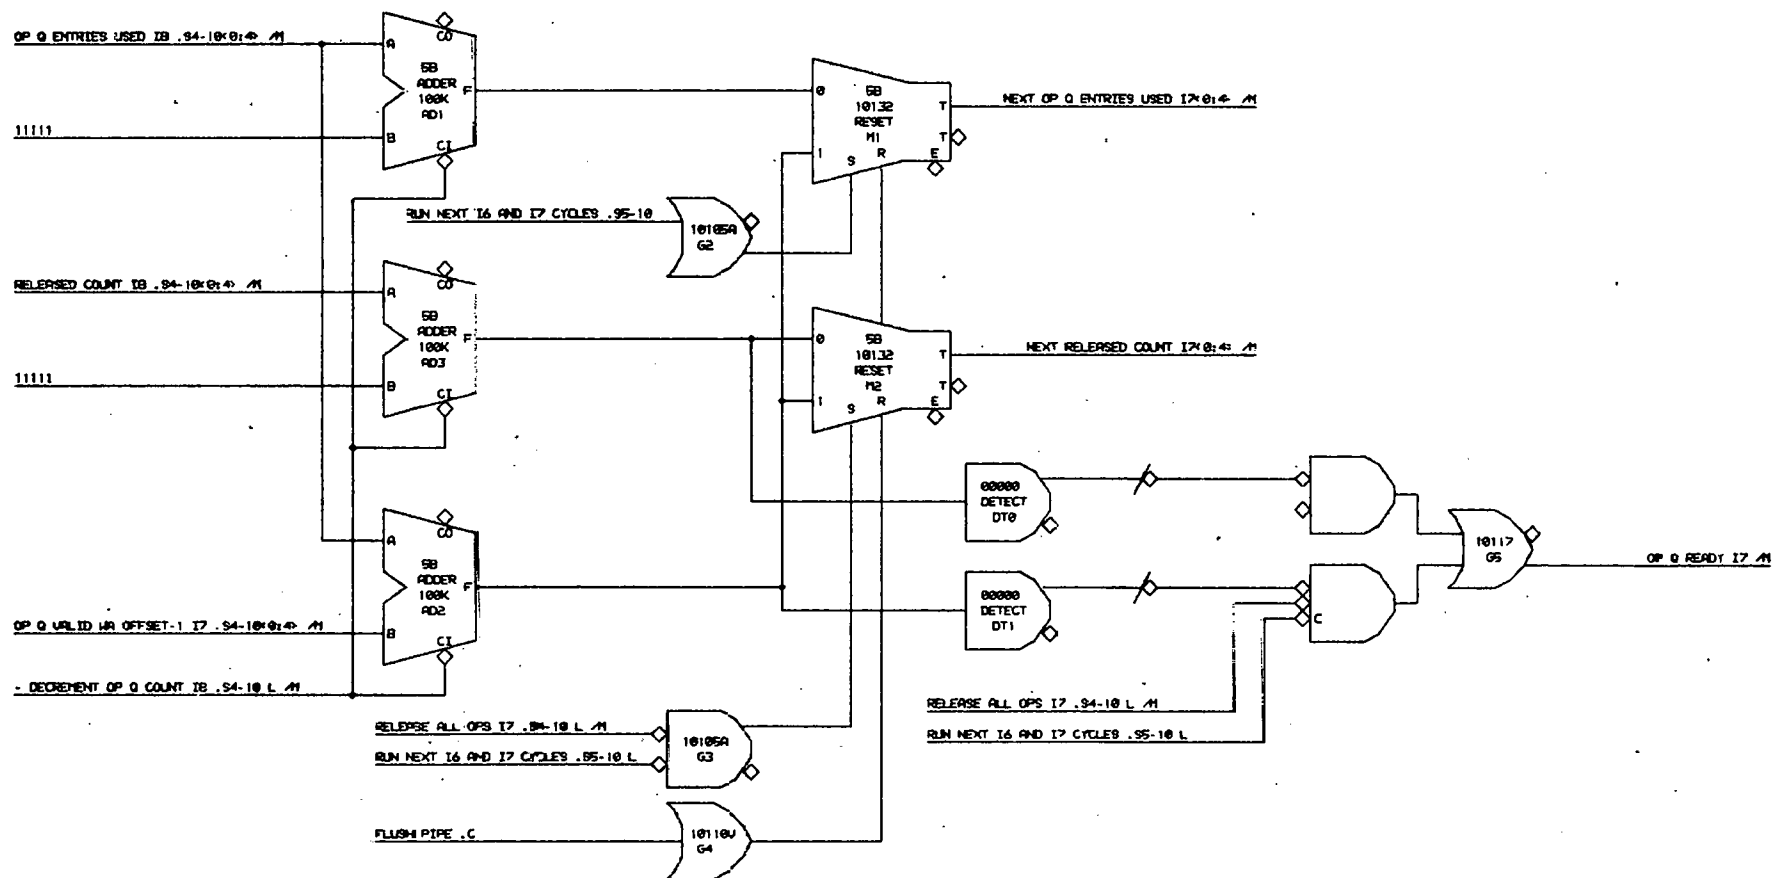 OP Q ENTRIES USED I8 .S4-10<0:4> /M
11111
A
B
CO
5B
ADDER
100K
AD1
F
CI
0
1
5B
10132
RESET
M1
S
R
T
T
E
NEXT OP Q ENTRIES USED I7<0:4> /M
RUN NEXT I6 AND I7 CYCLES .S5-10
10105A
G2
RELEASED COUNT I8 .S4-10<0:4> /M
11111
A
B
CO
5B
ADDER
100K
AD3
F
CI
0
1
5B
10132
RESET
M2
S
R
T
T
E
NEXT RELEASED COUNT I7<0:4> /M
OP Q VALID WA OFFSET-1 I7 .S4-10<0:4> /M
- DECREMENT OP Q COUNT I8 .S4-10 L /M
A
B
CO
5B
ADDER
100K
AD2
F
CI
00000
DETECT
DT0
00000
DETECT
DT1
C
10117
G5
OP Q READY I7 /M
RELEASE ALL OPS I7 .S4-10 L /M
RUN NEXT I6 AND I7 CYCLES .S5-10 L
RELEASE ALL OPS I7 .S4-10 L /M
RUN NEXT I6 AND I7 CYCLES .S5-10 L
10105A
G3
FLUSH PIPE .C
10110V
G4